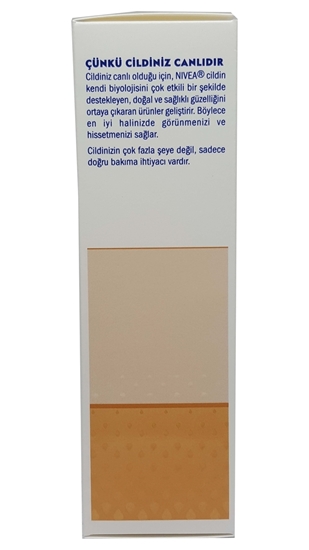 ÇÜNKÜ CİLDİNİZ CANLIDIR
Cildiniz canlı olduğu için, NIVEA® cildin
kendi biyolojisini çok etkili bir şekilde
destekleyen, doğal ve sağlıklı güzelliğini
ortaya çıkaran ürünler geliştirir. Böylece
en iyi halinizde görünmenizi ve
hissetmenizi sağlar.
Cildinizin çok fazla şeye değil, sadece
doğru bakıma ihtiyacı vardır.